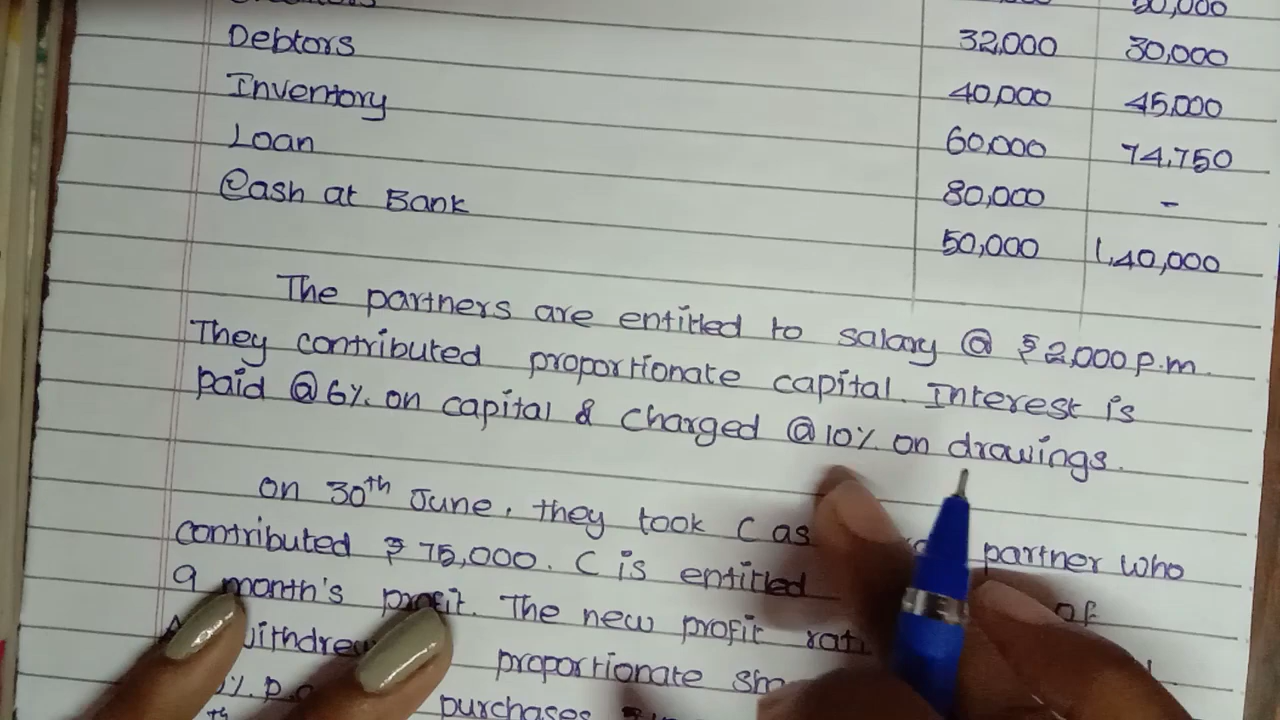 50,000
Debtors 32,000 30,000
Inventory 40,000 45,000
Loan 60,000 74,750
Cash at Bank 80,000 -
50,000 1,40,000
The partners are entitled to salary @ ₹2,000 p.m.
They contributed proportionate capital. Interest is
paid @ 6% on capital & charged @ 10% on drawings.
On 30th June, they took C as partner who
contributed ₹ 75,000. C is entitled of
9 month's profit. The new profit
withdrew proportionate
purchases